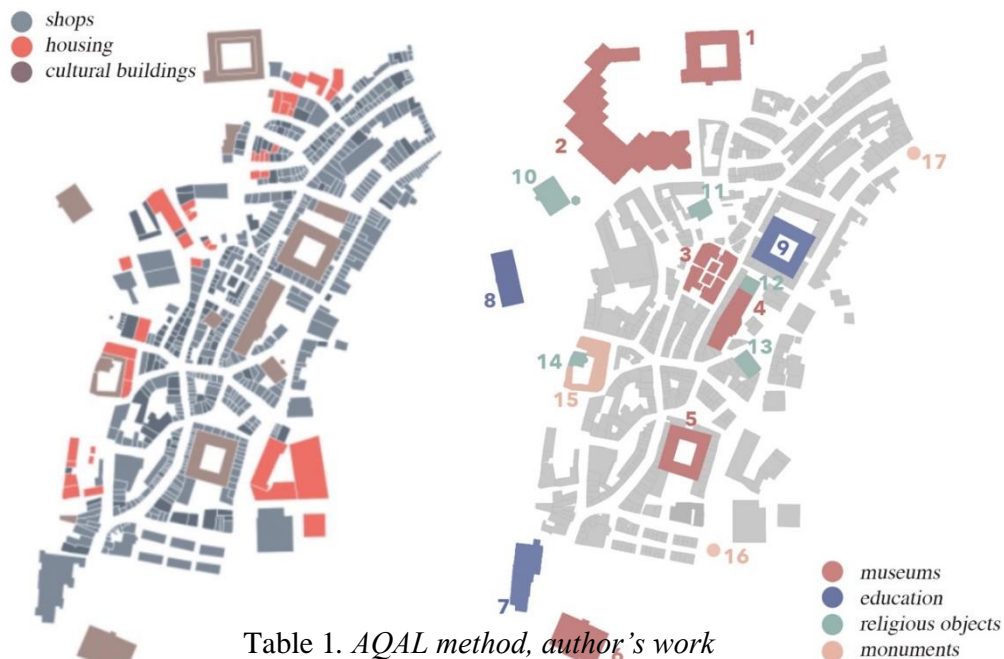 shops
housing
cultural buildings
1
2
17
10
11
9
3
12
8
4
13
14
15
5
16
7
museums
education
religious objects
monuments
6
Table 1. AQAL method, author's work